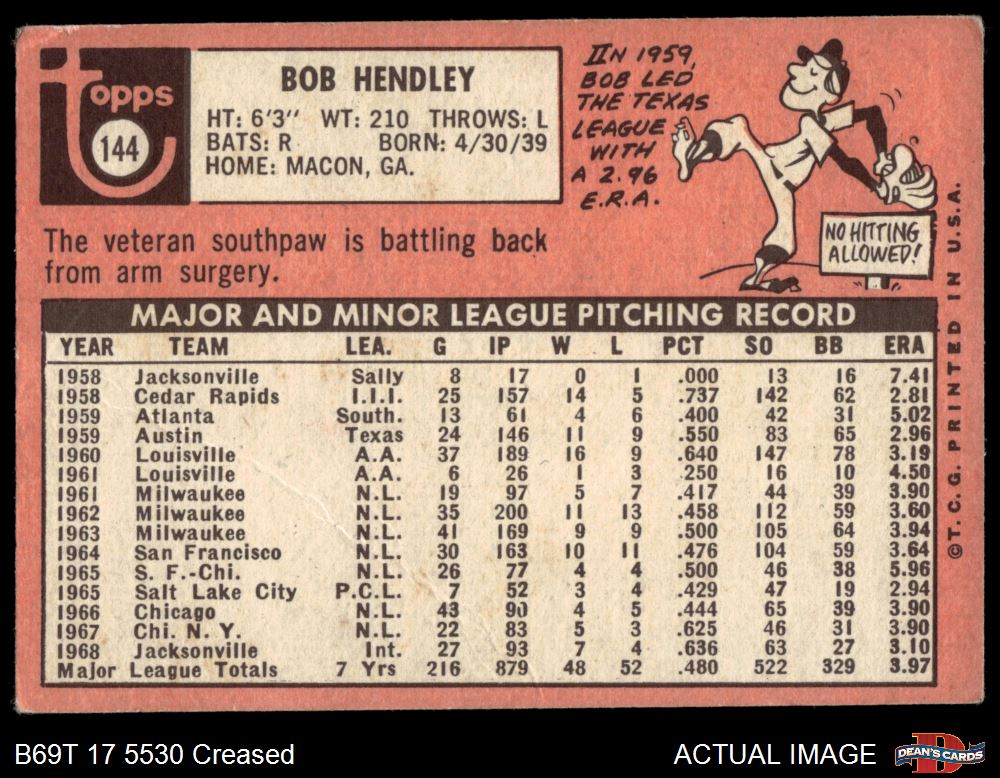 Topps
144
BOB HENDLEY
HT: 6'3" WT: 210 THROWS: L
BATS: R BORN: 4/30/39
HOME: MACON, GA.
IN 1959,
BOB LED
THE TEXAS
LEAGUE
WITH
A 2.96
E.R.A.
NO HITTING
ALLOWED!
The veteran southpaw is battling back
from arm surgery.
MAJOR AND MINOR LEAGUE PITCHING RECORD
YEAR TEAM LEA. G IP W L PCT SO BB ERA
1958 Jacksonville Sally 8 17 0 1 .000 13 16 7.41
1958 Cedar Rapids I.I.I. 25 157 14 5 .737 142 62 2.81
1959 Atlanta South. 13 61 4 6 .400 42 31 5.02
1959 Austin Texas 24 146 11 9 .550 83 65 2.96
1960 Louisville A.A. 37 189 16 9 .640 147 78 3.19
1961 Louisville A.A. 6 26 1 3 .250 16 10 4.50
1961 Milwaukee N.L. 19 97 5 7 .417 44 39 3.90
1962 Milwaukee N.L. 35 200 11 13 .458 112 59 3.60
1963 Milwaukee N.L. 41 169 9 9 .500 105 64 3.94
1964 San Francisco N.L. 30 163 10 11 .476 104 59 3.64
1965 S. F.-Chi. N.L. 26 77 4 4 .500 46 38 5.96
1965 Salt Lake City P.C.L. 7 52 3 4 .429 47 19 2.94
1966 Chicago N.L. 43 90 4 5 .444 65 39 3.90
1967 Chi. N. Y. N.L. 22 83 5 3 .625 46 31 3.90
1968 Jacksonville Int. 27 93 7 4 .636 63 27 3.10
Major League Totals 7 Yrs 216 879 48 52 .480 522 329 3.97
©T.C.G. PRINTED IN U.S.A.
B69T 17 5530 Creased
ACTUAL IMAGE
DEAN'S CARDS